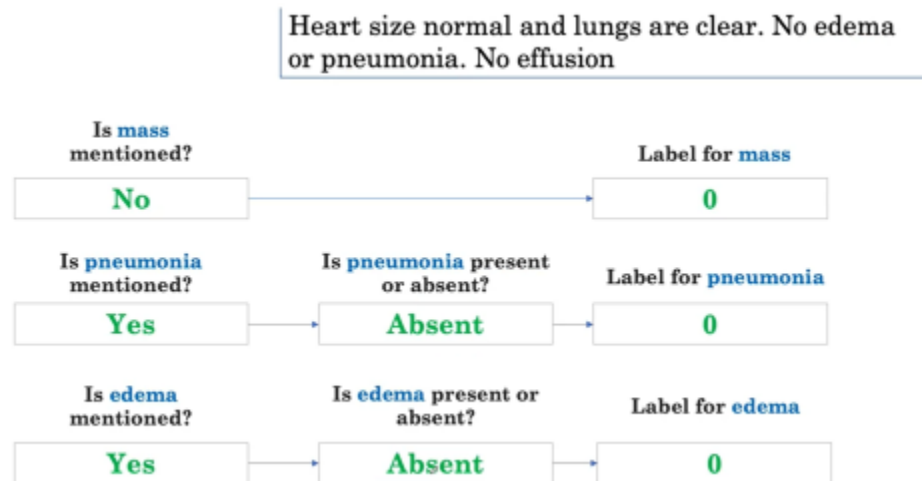 Heart size normal and lungs are clear. No edema
or pneumonia. No effusion
Is mass
mentioned?
Label for mass
No
0
Is pneumonia
mentioned?
Is pneumonia present
or absent?
Label for pneumonia
Yes
Absent
0
Is edema
mentioned?
Is edema present or
absent?
Label for edema
Yes
Absent
0